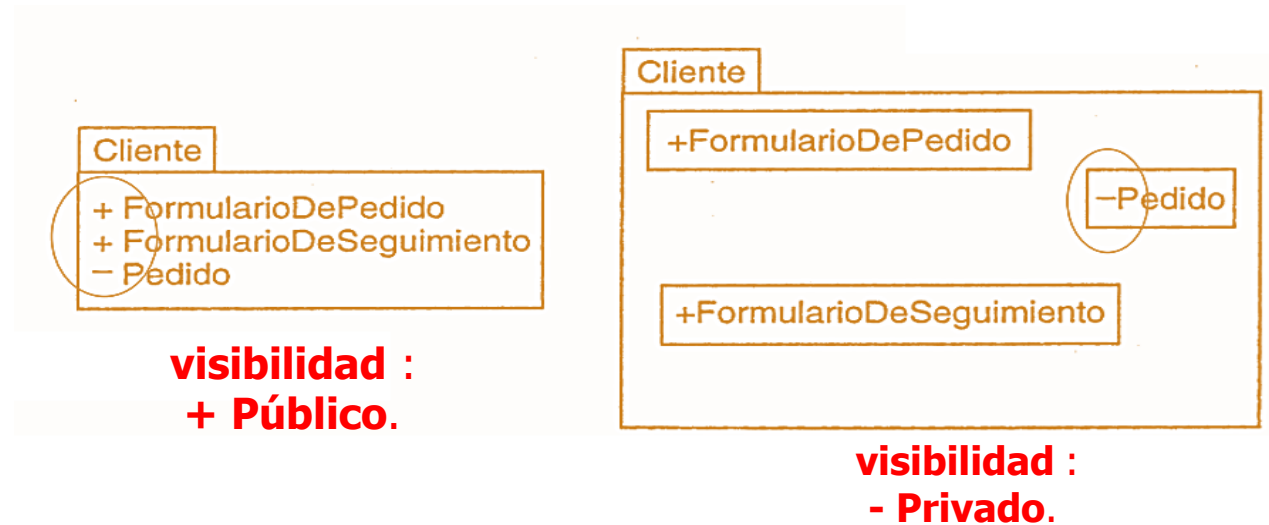 Cliente
+ FormularioDePedido
+ FormularioDeSeguimiento
− Pedido
visibilidad :
+ Público.
Cliente
+FormularioDePedido
−Pedido
+FormularioDeSeguimiento
visibilidad :
- Privado.